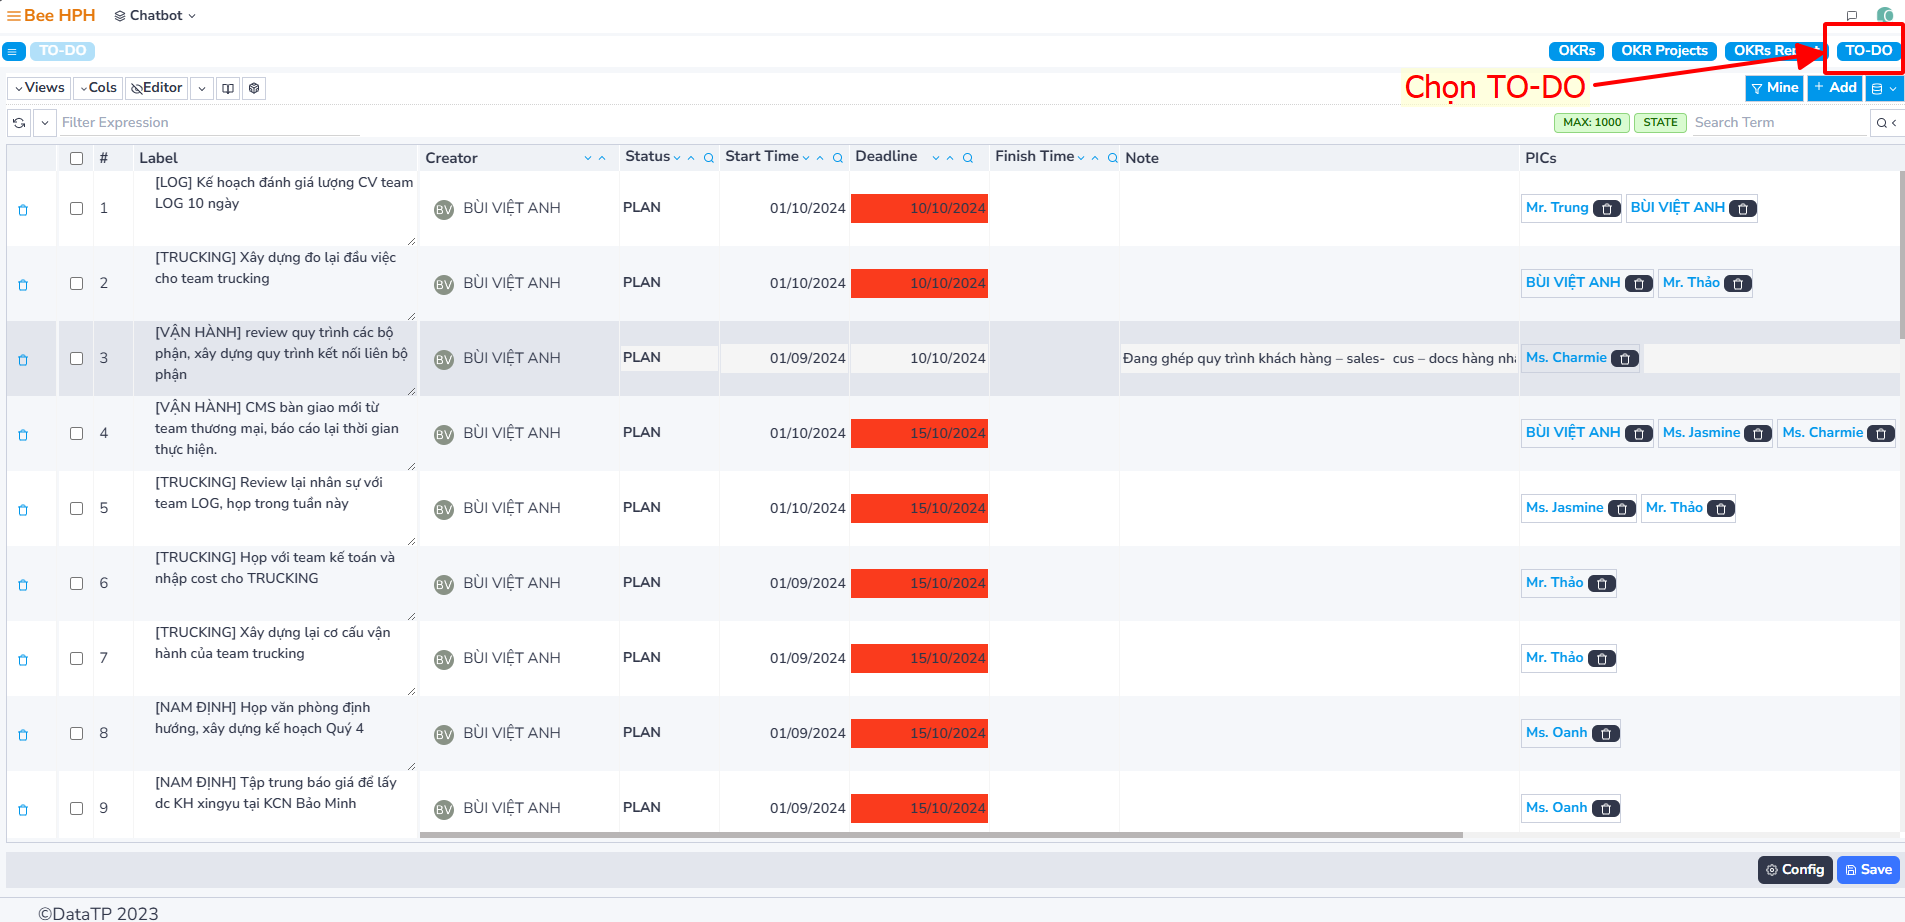 Bee HPH Chatbot
TO-DO OKRs OKR Projects OKRs TO-DO
Chọn TO-DO
Views Cols Editor Mine + Add
Filter Expression MAX: 1000 STATE Search Term
# Label Creator Status Start Time Deadline Finish Time Note PICs
1 [LOG] Kế hoạch đánh giá lượng CV team
LOG 10 ngày
BV BÙI VIỆT ANH PLAN 01/10/2024 10/10/2024 Mr. Trung BÙI VIỆT ANH
2 [TRUCKING] Xây dựng đo lại đầu việc
cho team trucking
BV BÙI VIỆT ANH PLAN 01/10/2024 10/10/2024 BÙI VIỆT ANH Mr. Thảo
3 [VẬN HÀNH] review quy trình các bộ
phận, xây dựng quy trình kết nối liên bộ
phận
BV BÙI VIỆT ANH PLAN 01/09/2024 10/10/2024 Đang ghép quy trình khách hàng – sales- cus – docs hàng Ms. Charmie
4 [VẬN HÀNH] CMS bàn giao mới từ
team thương mại, báo cáo lại thời gian
thực hiện.
BV BÙI VIỆT ANH PLAN 01/10/2024 15/10/2024 BÙI VIỆT ANH Ms. Jasmine Ms. Charmie
5 [TRUCKING] Review lại nhân sự với
team LOG, họp trong tuần này
BV BÙI VIỆT ANH PLAN 01/10/2024 15/10/2024 Ms. Jasmine Mr. Thảo
6 [TRUCKING] Họp với team kế toán và
nhập cost cho TRUCKING
BV BÙI VIỆT ANH PLAN 01/09/2024 15/10/2024 Mr. Thảo
7 [TRUCKING] Xây dựng lại cơ cấu vận
hành của team trucking
BV BÙI VIỆT ANH PLAN 01/09/2024 15/10/2024 Mr. Thảo
8 [NAM ĐỊNH] Họp văn phòng định
hướng, xây dựng kế hoạch Quý 4
BV BÙI VIỆT ANH PLAN 01/09/2024 15/10/2024 Ms. Oanh
9 [NAM ĐỊNH] Tập trung báo giá để lấy
dc KH xingyu tại KCN Bảo Minh
BV BÙI VIỆT ANH PLAN 01/09/2024 15/10/2024 Ms. Oanh
Config Save
©DataTP 2023